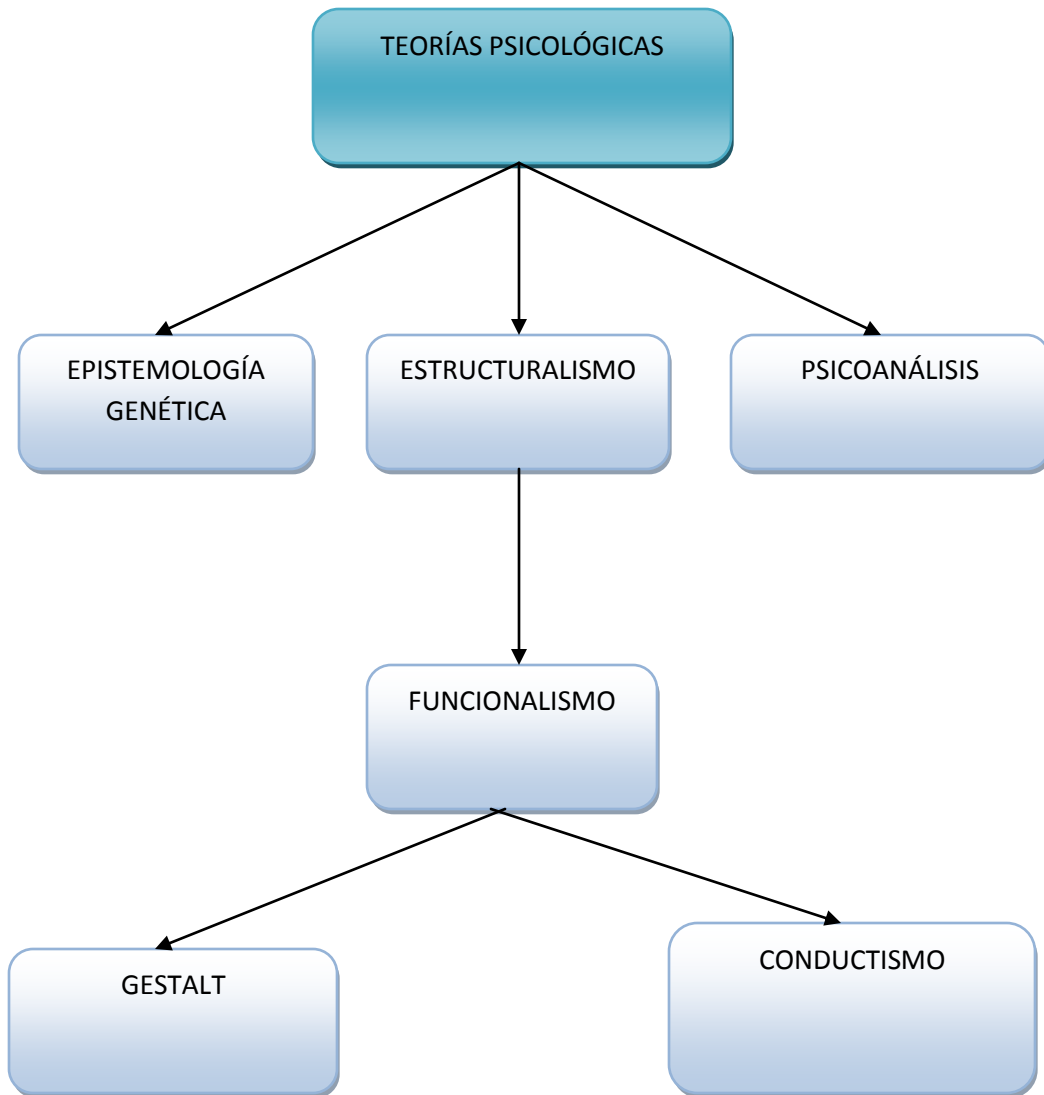 TEORÍAS PSICOLÓGICAS
EPISTEMOLOGÍA
GENÉTICA
ESTRUCTURALISMO
PSICOANÁLISIS
FUNCIONALISMO
GESTALT
CONDUCTISMO